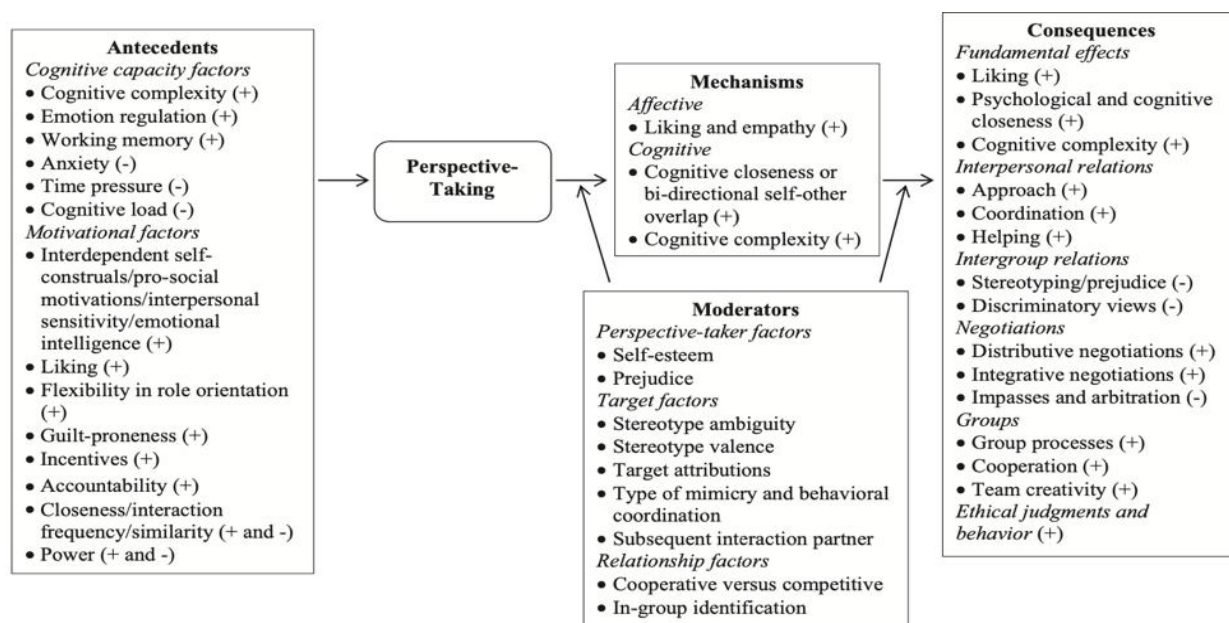 Antecedents
Cognitive capacity factors
• Cognitive complexity (+)
• Emotion regulation (+)
• Working memory (+)
• Anxiety (-)
• Time pressure (-)
• Cognitive load (-)
Motivational factors
• Interdependent self-
construals/pro-social
motivations/interpersonal
sensitivity/emotional
intelligence (+)
• Liking (+)
• Flexibility in role orientation
(+)
• Guilt-proneness (+)
• Incentives (+)
• Accountability (+)
• Closeness/interaction
frequency/similarity (+ and -)
• Power (+ and -)
Perspective-
Taking
Mechanisms
Affective
• Liking and empathy (+)
Cognitive
• Cognitive closeness or
bi-directional self-other
overlap (+)
• Cognitive complexity (+)
Moderators
Perspective-taker factors
• Self-esteem
• Prejudice
Target factors
• Stereotype ambiguity
• Stereotype valence
• Target attributions
• Type of mimicry and behavioral
coordination
• Subsequent interaction partner
Relationship factors
• Cooperative versus competitive
• In-group identification
Consequences
Fundamental effects
• Liking (+)
• Psychological and cognitive
closeness (+)
• Cognitive complexity (+)
Interpersonal relations
• Approach (+)
• Coordination (+)
• Helping (+)
Intergroup relations
• Stereotyping/prejudice (-)
• Discriminatory views (-)
Negotiations
• Distributive negotiations (+)
• Integrative negotiations (+)
• Impasses and arbitration (-)
Groups
• Group processes (+)
• Cooperation (+)
• Team creativity (+)
Ethical judgments and
behavior (+)